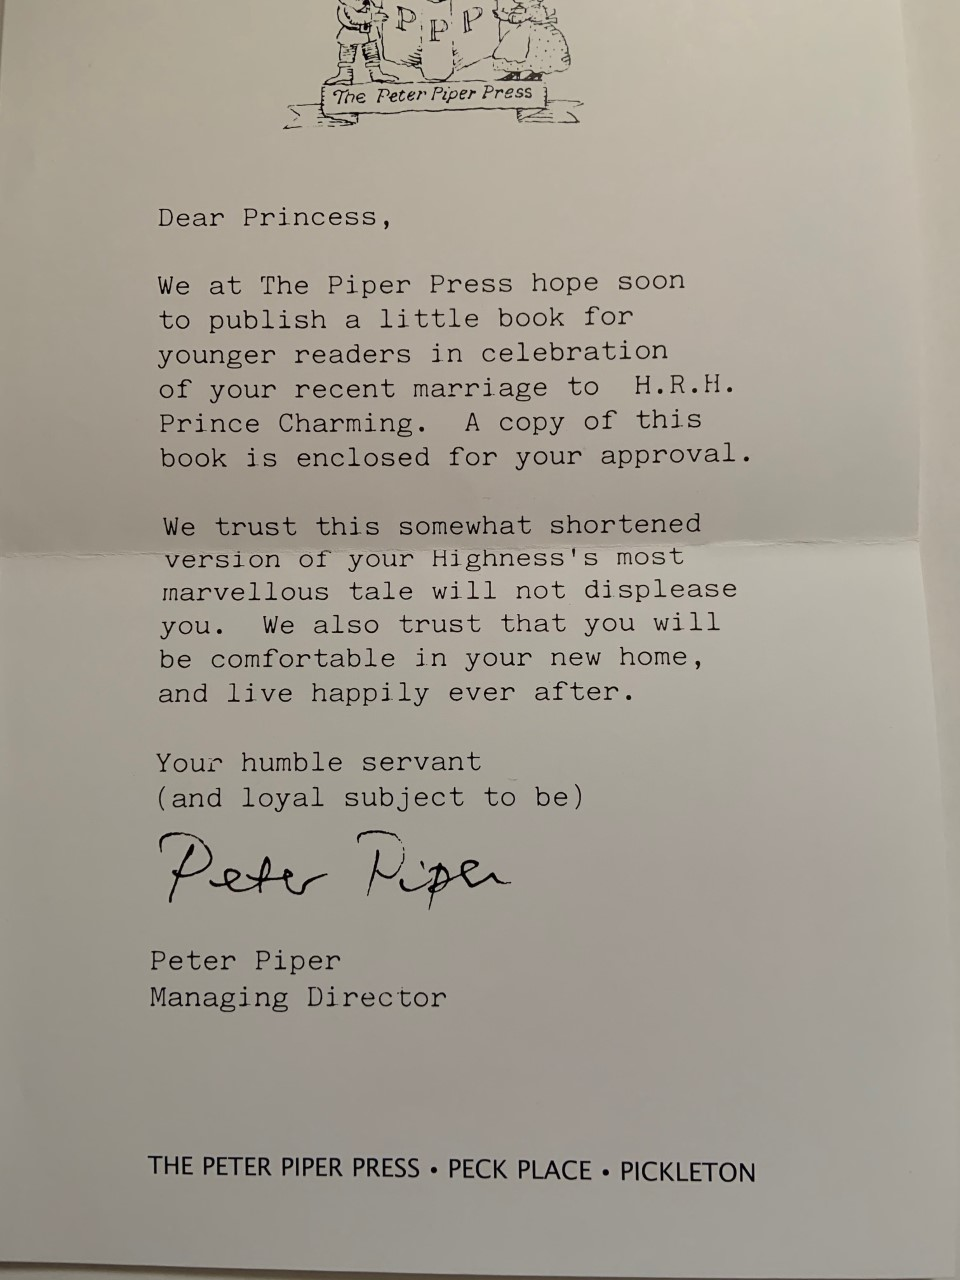 P P P
The Peter Piper Press
Dear Princess,
We at The Piper Press hope soon
to publish a little book for
younger readers in celebration
of your recent marriage to  H.R.H.
Prince Charming.  A copy of this
book is enclosed for your approval.
We trust this somewhat shortened
version of your Highness's most
marvellous tale will not displease
you.  We also trust that you will
be comfortable in your new home,
and live happily ever after.
Your humble servant
(and loyal subject to be)
Peter Piper
Peter Piper
Managing Director
THE PETER PIPER PRESS • PECK PLACE • PICKLETON